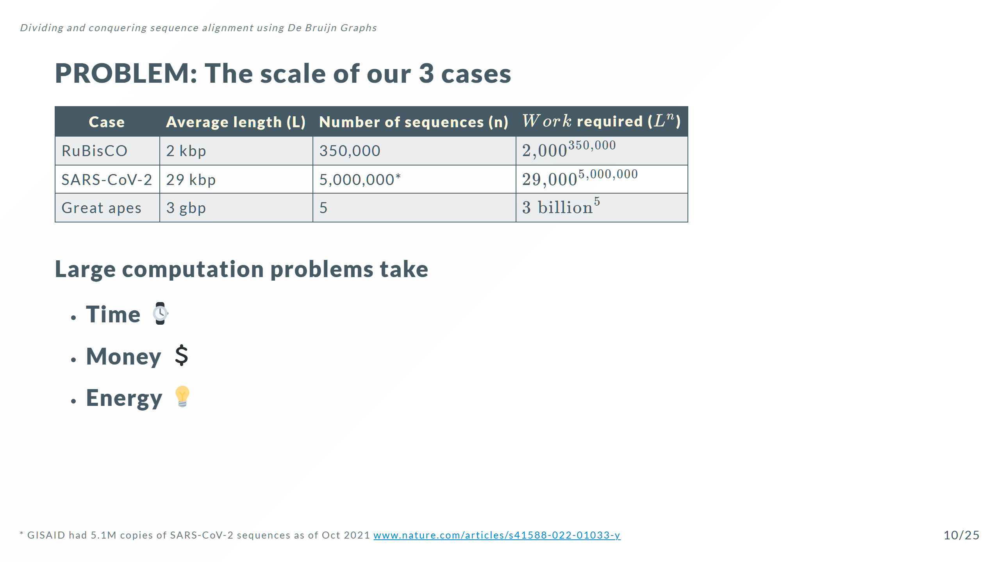 Dividing and conquering sequence alignment using De Bruijn Graphs
PROBLEM: The scale of our 3 cases
Case Average length (L) Number of sequences (n) Work required (Lⁿ)
RuBisCO 2 kbp 350,000 2,000^350,000
SARS-CoV-2 29 kbp 5,000,000* 29,000^5,000,000
Great apes 3 gbp 5 3 billion^5
Large computation problems take
• Time ⌚
• Money 💲
• Energy 💡
* GISAID had 5.1M copies of SARS-CoV-2 sequences as of Oct 2021 www.nature.com/articles/s41588-022-01033-y
10/25